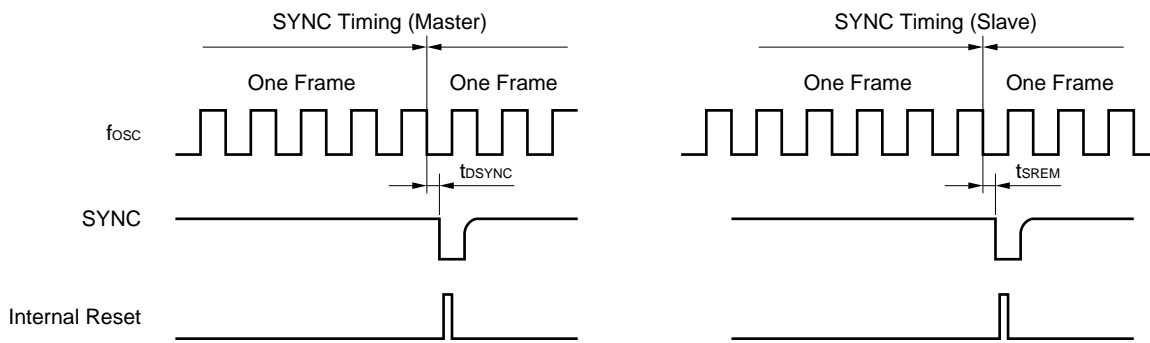 SYNC Timing (Master)
SYNC Timing (Slave)
One Frame
One Frame
One Frame
One Frame
fOSC
tDSYNC
tSREM
SYNC
Internal Reset